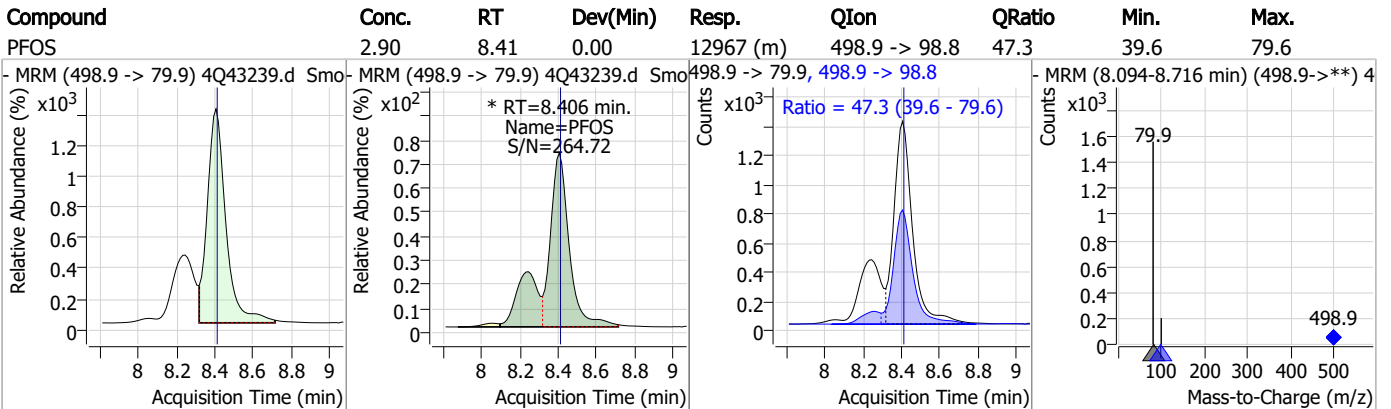 Compound Conc. RT Dev(Min) Resp. QIon QRatio Min. Max.
PFOS 2.90 8.41 0.00 12967 (m) 498.9 -> 98.8 47.3 39.6 79.6
- MRM (498.9 -> 79.9) 4Q43239.d Smo
Relative Abundance (%)
x10³
1.2
1
0.8
0.6
0.4
0.2
0
8 8.2 8.4 8.6 8.8 9
Acquisition Time (min)
- MRM (498.9 -> 79.9) 4Q43239.d Smo
Relative Abundance (%)
x10²
* RT=8.406 min.
Name=PFOS
S/N=264.72
0.8
0.7
0.6
0.5
0.4
0.3
0.2
0.1
0
8 8.2 8.4 8.6 8.8 9
Acquisition Time (min)
498.9 -> 79.9, 498.9 -> 98.8
Counts
x10³
Ratio = 47.3 (39.6 - 79.6)
1.2
1
0.8
0.6
0.4
0.2
0
8 8.2 8.4 8.6 8.8 9
Acquisition Time (min)
- MRM (8.094-8.716 min) (498.9->**) 4
Counts
x10³
79.9
1.6
1.4
1.2
1
0.8
0.6
0.4
0.2
0
498.9
100 200 300 400 500
Mass-to-Charge (m/z)